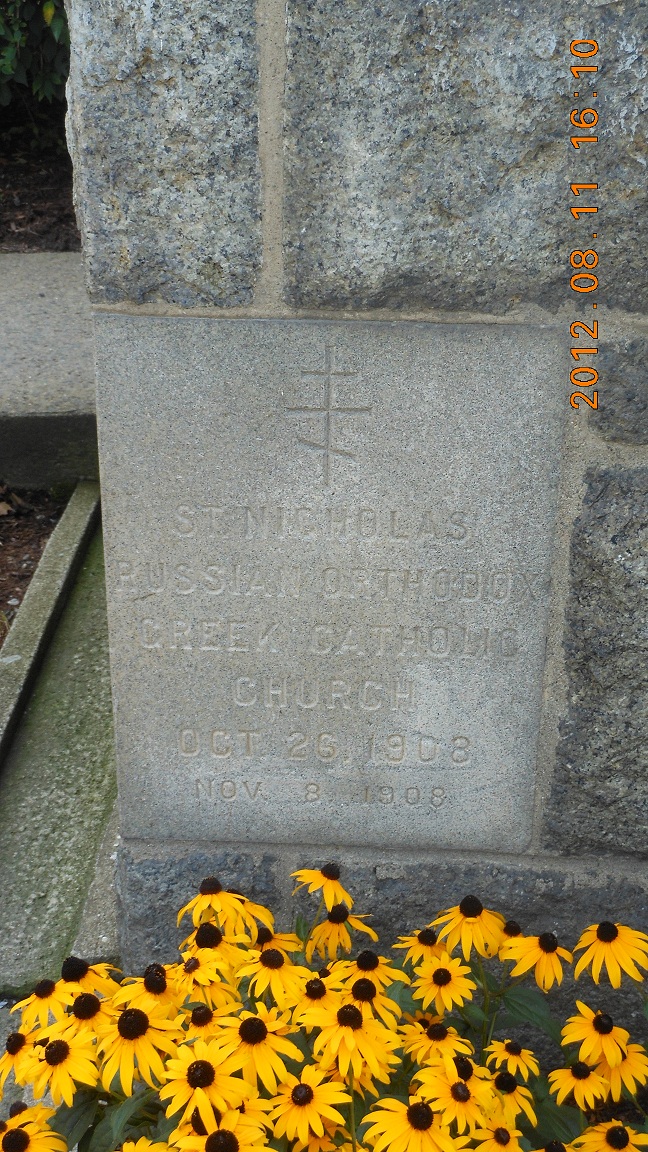 ST. NICHOLAS
RUSSIAN ORTHODOX
GREEK CATHOLIC
CHURCH
OCT 26, 1908
NOV. 8 1908
2012.08.11 16:10